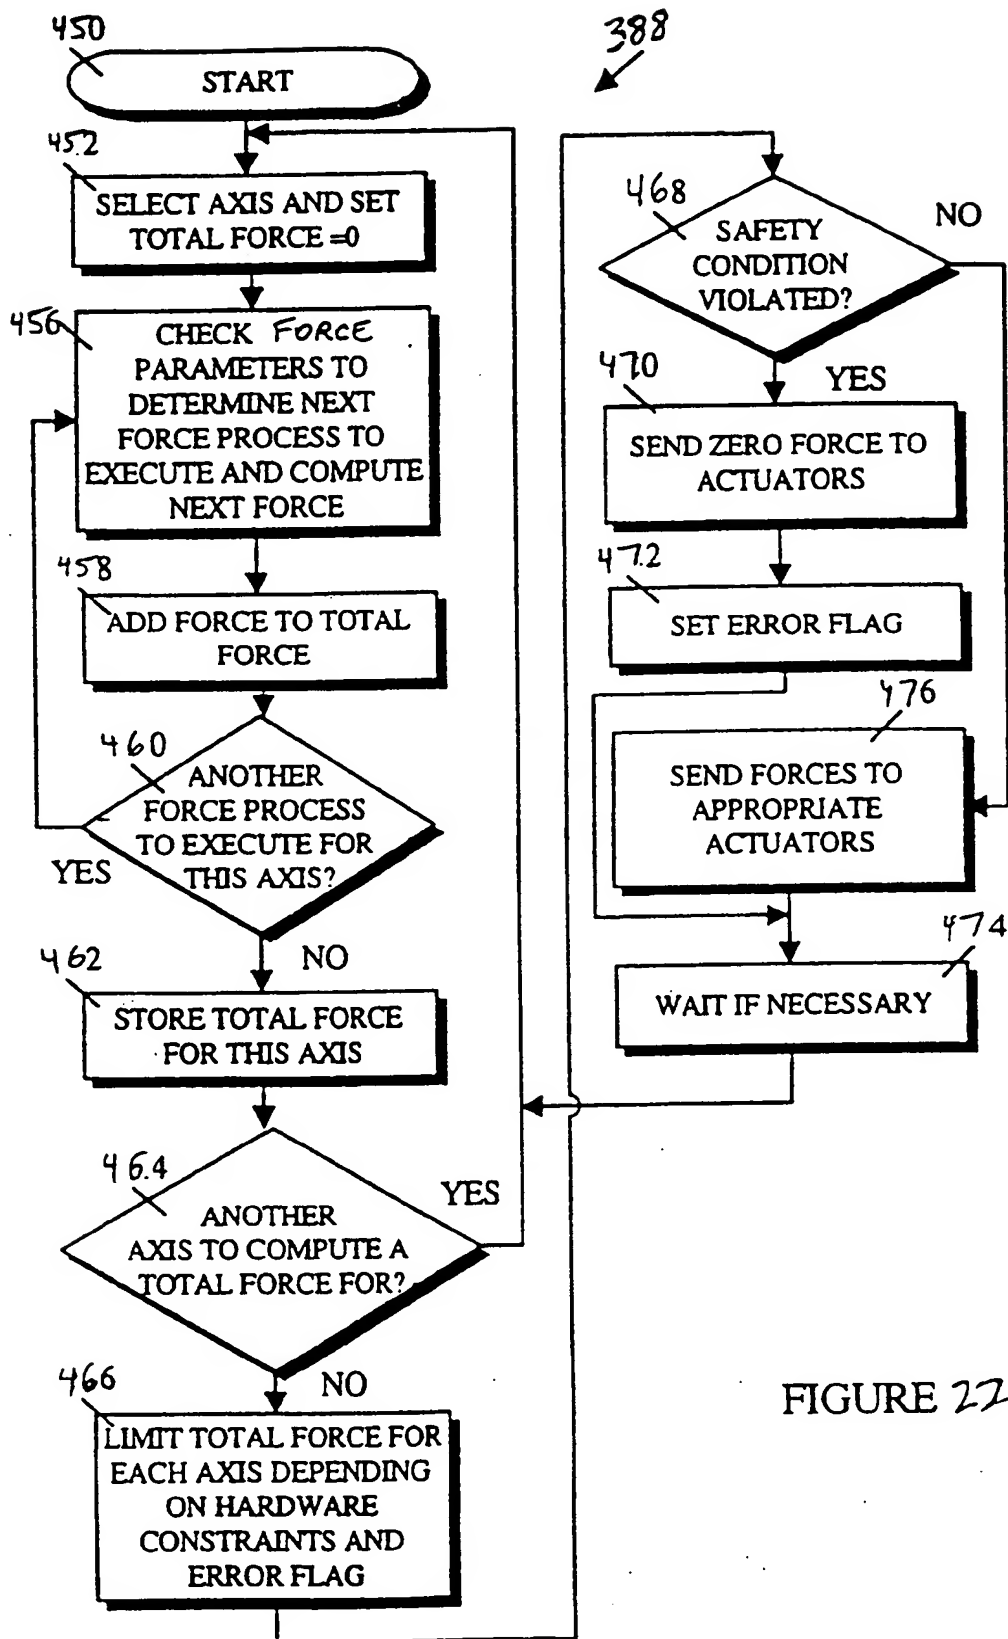 450
START
388
452
SELECT AXIS AND SET
TOTAL FORCE =0
456
CHECK FORCE
PARAMETERS TO
DETERMINE NEXT
FORCE PROCESS TO
EXECUTE AND COMPUTE
NEXT FORCE
458
ADD FORCE TO TOTAL
FORCE
460
ANOTHER
FORCE PROCESS
TO EXECUTE FOR
THIS AXIS?
YES
NO
462
STORE TOTAL FORCE
FOR THIS AXIS
464
YES
ANOTHER
AXIS TO COMPUTE A
TOTAL FORCE FOR?
NO
466
LIMIT TOTAL FORCE FOR
EACH AXIS DEPENDING
ON HARDWARE
CONSTRAINTS AND
ERROR FLAG
468
NO
SAFETY
CONDITION
VIOLATED?
YES
470
SEND ZERO FORCE TO
ACTUATORS
472
SET ERROR FLAG
476
SEND FORCES TO
APPROPRIATE
ACTUATORS
474
WAIT IF NECESSARY
FIGURE 22